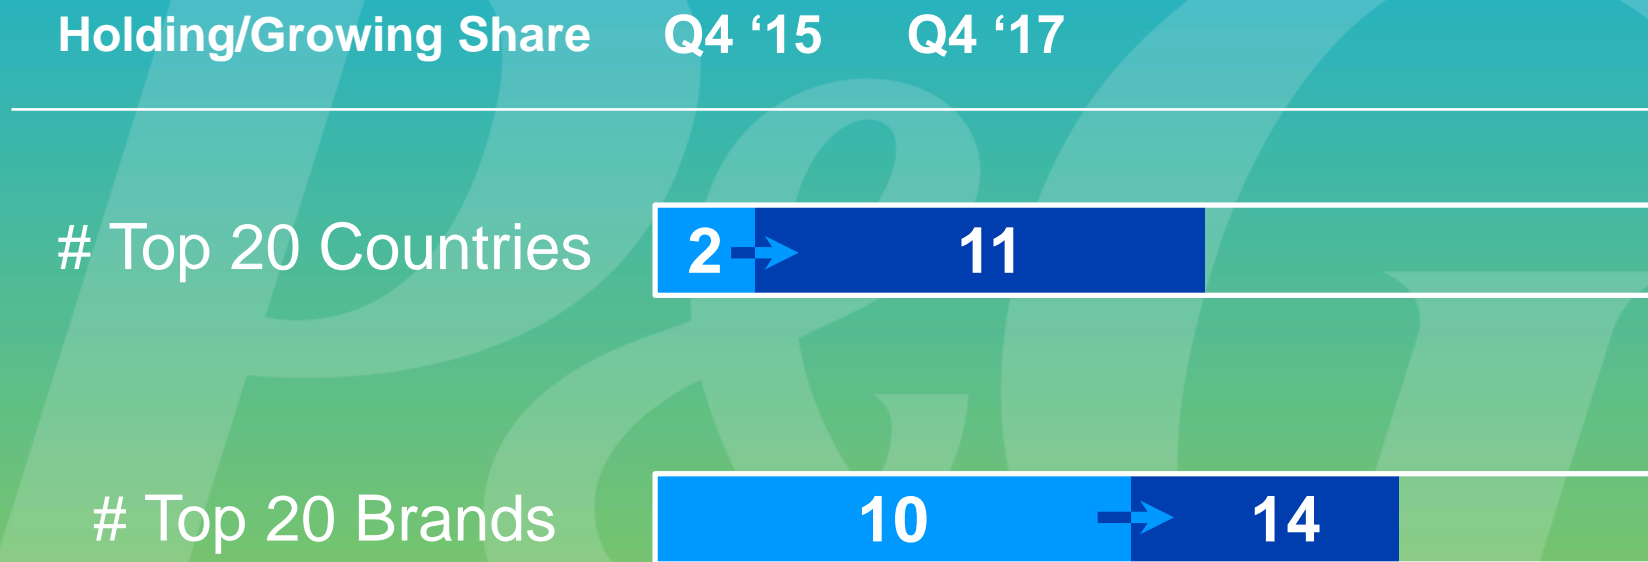 Holding/Growing Share Q4 ‘15 Q4 ‘17
# Top 20 Countries 2 11
# Top 20 Brands 10 14
P&G